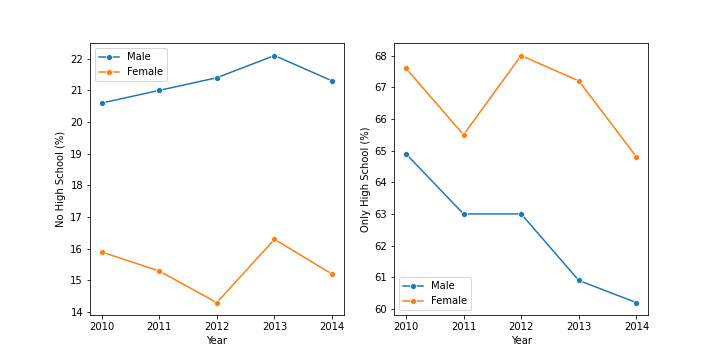 No High School (%)
22
21
20
19
18
17
16
15
14
Male
Female
2010 2011 2012 2013 2014
Year
Only High School (%)
68
67
66
65
64
63
62
61
60
Male
Female
2010 2011 2012 2013 2014
Year